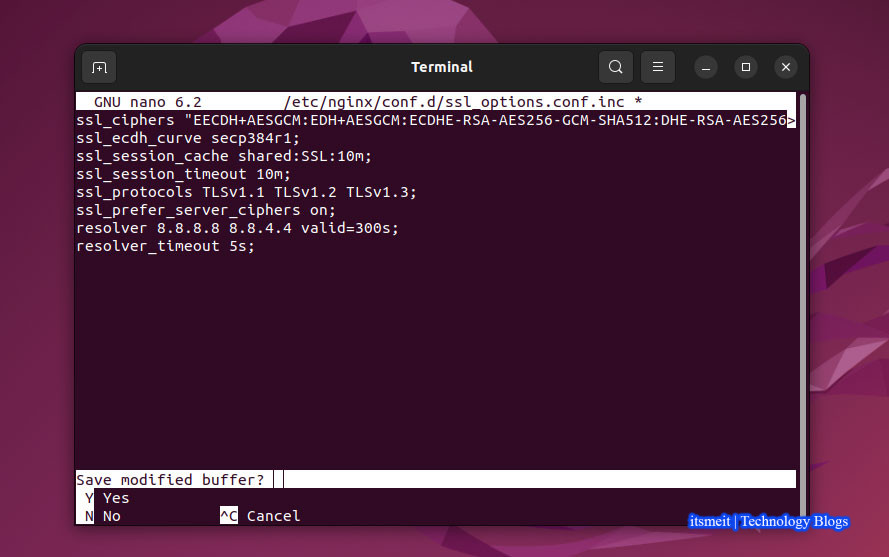 Terminal
GNU nano 6.2 /etc/nginx/conf.d/ssl_options.conf.inc *
ssl_ciphers "EECDH+AESGCM:EDH+AESGCM:ECDHE-RSA-AES256-GCM-SHA512:DHE-RSA-AES256>
ssl_ecdh_curve secp384r1;
ssl_session_cache shared:SSL:10m;
ssl_session_timeout 10m;
ssl_protocols TLSv1.1 TLSv1.2 TLSv1.3;
ssl_prefer_server_ciphers on;
resolver 8.8.8.8 8.8.4.4 valid=300s;
resolver_timeout 5s;
Save modified buffer?
Y Yes
N No ^C Cancel
itsmeit | Technology Blogs